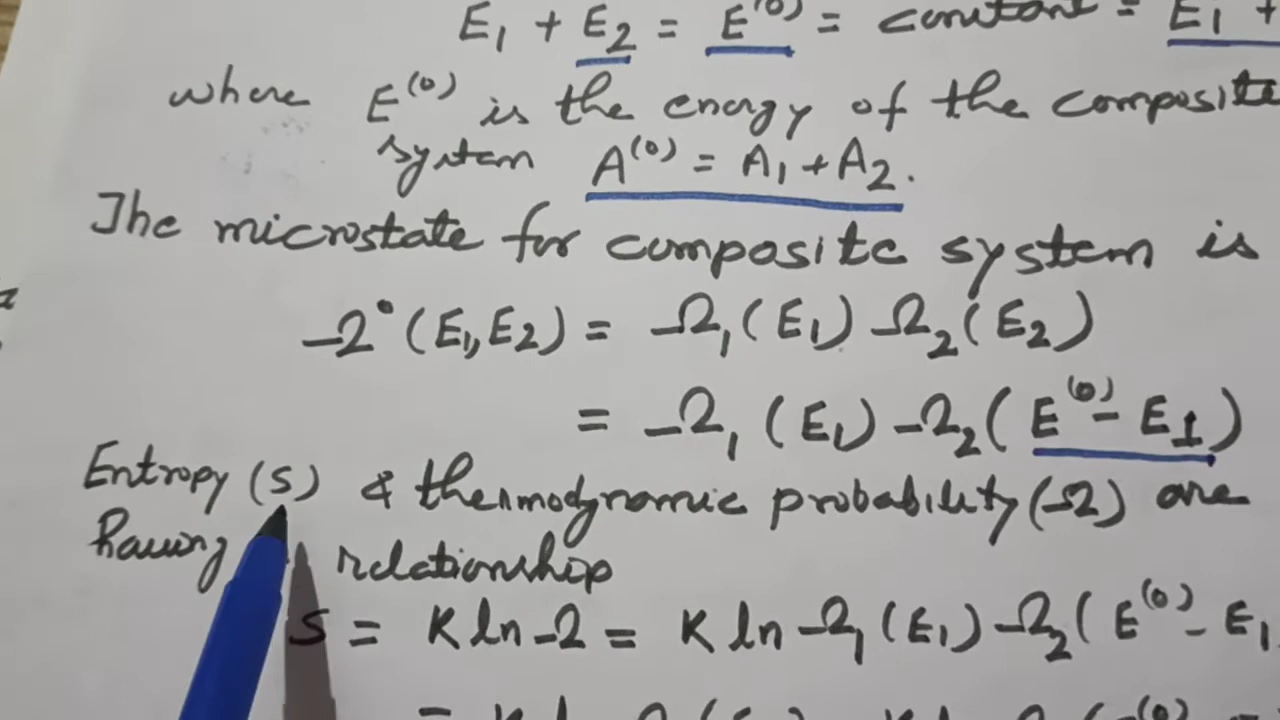 E₁ + E₂ = E⁽⁰⁾ = constant = E₁ +
where E⁽⁰⁾ is the energy of the composite
system A⁽⁰⁾ = A₁ + A₂.
The microstate for composite system is
Ω°(E₁,E₂) = Ω₁(E₁) Ω₂(E₂)
= Ω₁(E₁) Ω₂(E⁽⁰⁾ - E₁)
Entropy (S) & thermodynamic probability (Ω) are
having relationship
S = K ln Ω = K ln Ω₁(E₁) Ω₂(E⁽⁰⁾ - E₁